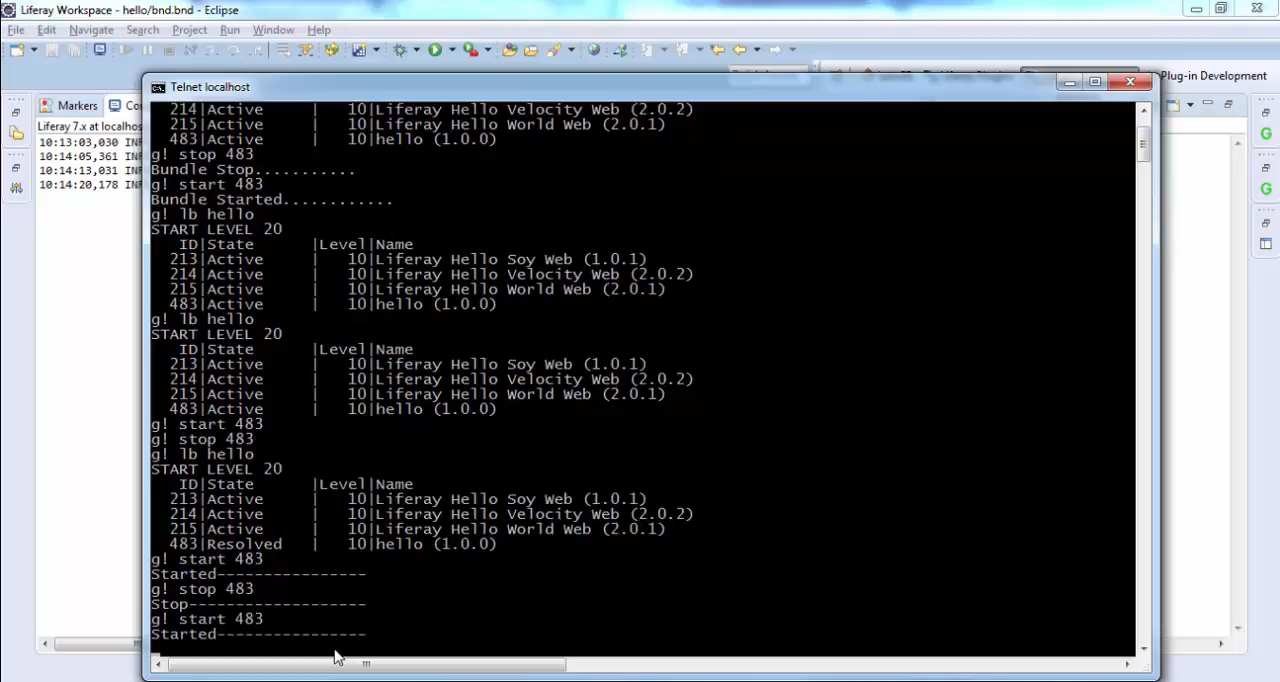 Liferay Workspace - hello/bnd.bnd - Eclipse
File Edit Navigate Search Project Run Window Help
Plug-in Development
Telnet localhost
Markers
Liferay 7.x at localhos
10:13:03,030 IN
10:14:05,361 IN
10:14:13,031 IN
10:14:20,178 IN
214|Active     |   10|Liferay Hello Velocity Web (2.0.2)
215|Active     |   10|Liferay Hello World Web (2.0.1)
483|Active     |   10|hello (1.0.0)
g! stop 483
Bundle Stop...........
g! start 483
Bundle Started............
g! lb hello
START LEVEL 20
ID|State      |Level|Name
213|Active     |   10|Liferay Hello Soy Web (1.0.1)
214|Active     |   10|Liferay Hello Velocity Web (2.0.2)
215|Active     |   10|Liferay Hello World Web (2.0.1)
483|Active     |   10|hello (1.0.0)
g! lb hello
START LEVEL 20
ID|State      |Level|Name
213|Active     |   10|Liferay Hello Soy Web (1.0.1)
214|Active     |   10|Liferay Hello Velocity Web (2.0.2)
215|Active     |   10|Liferay Hello World Web (2.0.1)
483|Active     |   10|hello (1.0.0)
g! start 483
g! stop 483
g! lb hello
START LEVEL 20
ID|State      |Level|Name
213|Active     |   10|Liferay Hello Soy Web (1.0.1)
214|Active     |   10|Liferay Hello Velocity Web (2.0.2)
215|Active     |   10|Liferay Hello World Web (2.0.1)
483|Resolved   |   10|hello (1.0.0)
g! start 483
Started----------------
g! stop 483
Stop-------------------
g! start 483
Started----------------